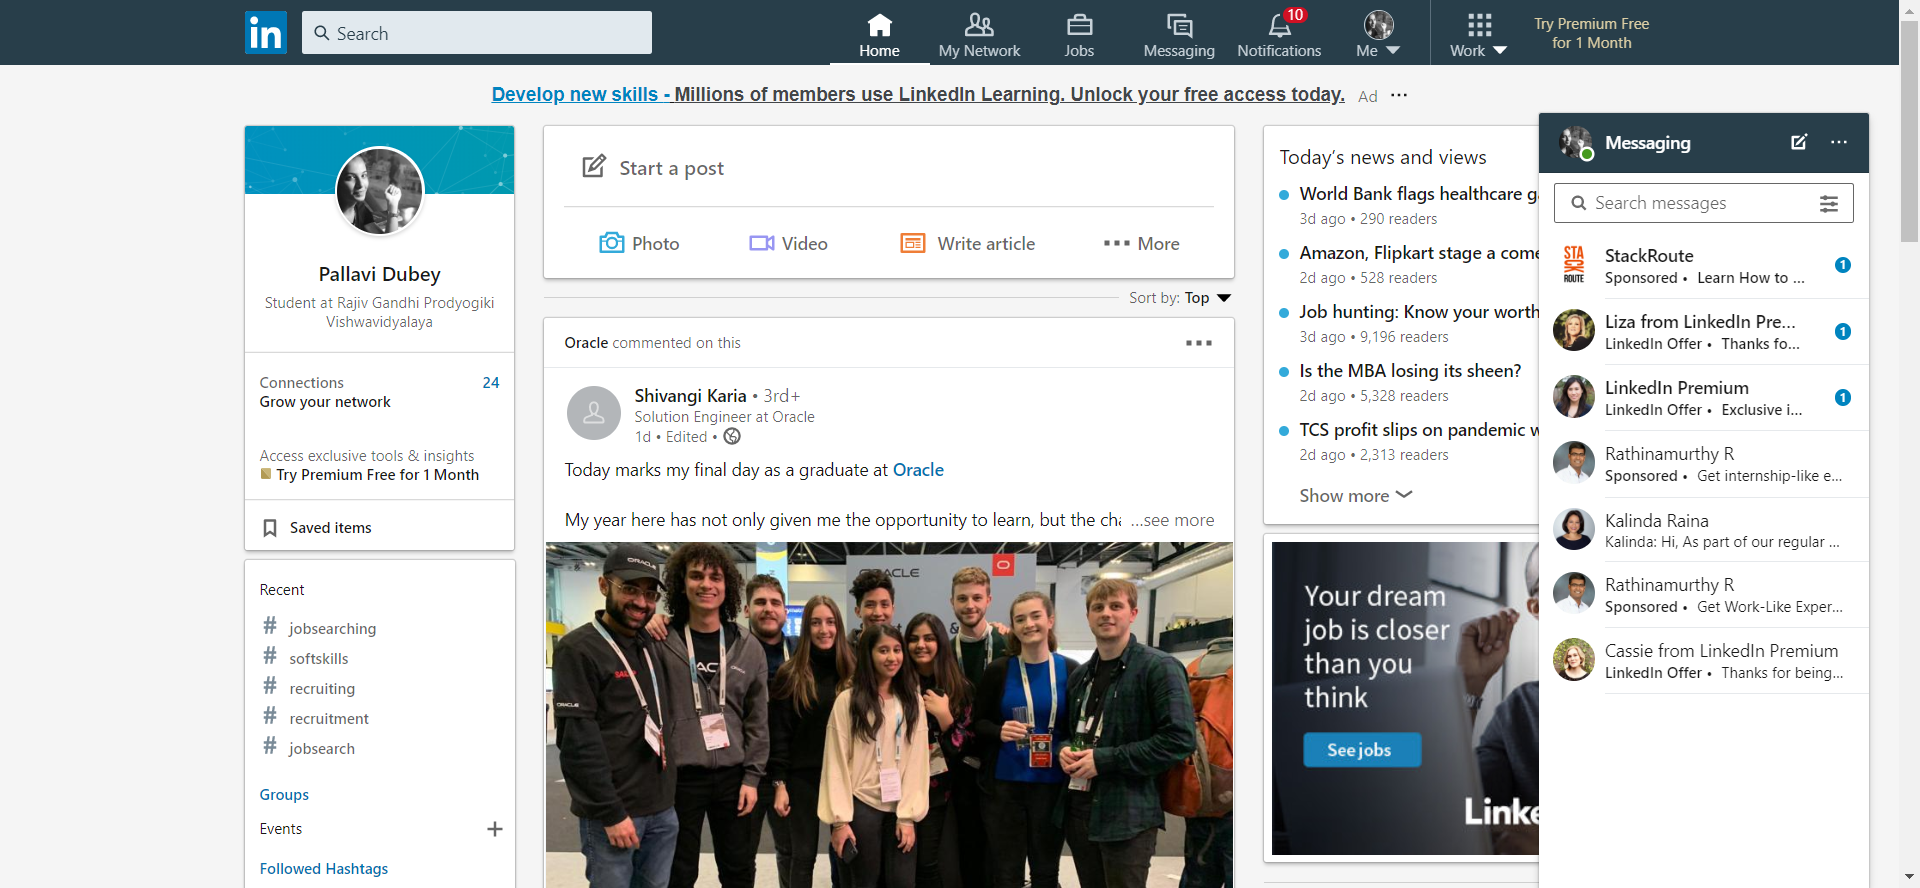 in
Search
Home
My Network
Jobs
Messaging
10
Notifications
Me
Work
Try Premium Free
for 1 Month
Develop new skills - Millions of members use LinkedIn Learning. Unlock your free access today.
Ad
Pallavi Dubey
Student at Rajiv Gandhi Prodyogiki
Vishwavidyalaya
Connections 24
Grow your network
Access exclusive tools & insights
Try Premium Free for 1 Month
Saved items
Recent
# jobsearching
# softskills
# recruiting
# recruitment
# jobsearch
Groups
Events
Followed Hashtags
Start a post
Photo
Video
Write article
More
Sort by: Top
Oracle commented on this
Shivangi Karia • 3rd+
Solution Engineer at Oracle
1d • Edited •
Today marks my final day as a graduate at Oracle
My year here has not only given me the opportunity to learn, but the cha ...see more
ORACLE
ORACLE
ORACLE
Today's news and views
World Bank flags healthcare g
3d ago • 290 readers
Amazon, Flipkart stage a come
2d ago • 528 readers
Job hunting: Know your worth
3d ago • 9,196 readers
Is the MBA losing its sheen?
2d ago • 5,328 readers
TCS profit slips on pandemic w
2d ago • 2,313 readers
Show more
Your dream
job is closer
than you
think
See jobs
Linke
Messaging
Search messages
STACKROUTE
StackRoute
Sponsored • Learn How to ...
1
Liza from LinkedIn Pre...
LinkedIn Offer • Thanks fo...
1
LinkedIn Premium
LinkedIn Offer • Exclusive i...
1
Rathinamurthy R
Sponsored • Get internship-like e...
Kalinda Raina
Kalinda: Hi, As part of our regular ...
Rathinamurthy R
Sponsored • Get Work-Like Exper...
Cassie from LinkedIn Premium
LinkedIn Offer • Thanks for being...